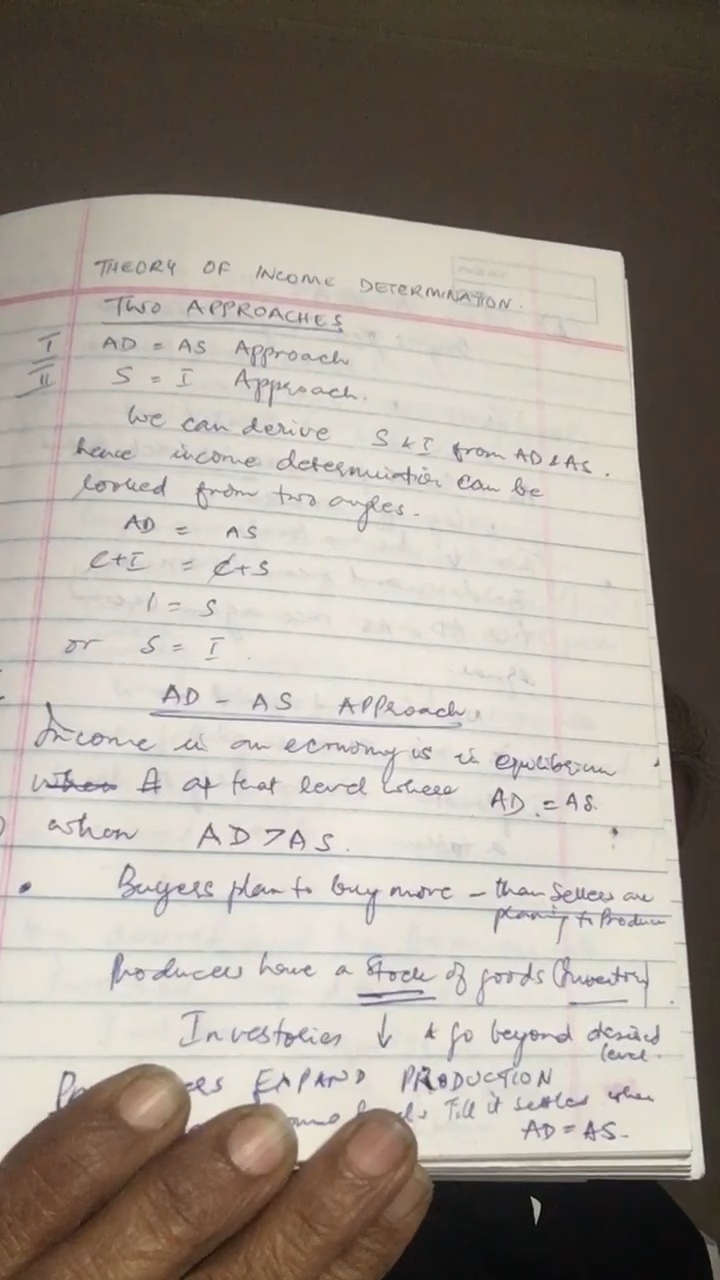 THEORY OF INCOME DETERMINATION.
TWO APPROACHES
I AD = AS Approach
II S = I Approach.
We can derive S & I from AD & AS.
hence income determination can be
looked from two angles.
AD = AS
C+I = C+S
I = S
or S = I
AD - AS APPRoach
Income in an economy is in equilibrium
when A at that level where AD = AS.
when AD > AS.
Buyers plan to buy more - than Sellers are
planing to Produce
Producers have a Stock of goods (Inventory)
Inventories ↓ & go beyond desired
level.
EXPAND PRODUCTION
Till it settles when
AD = AS.